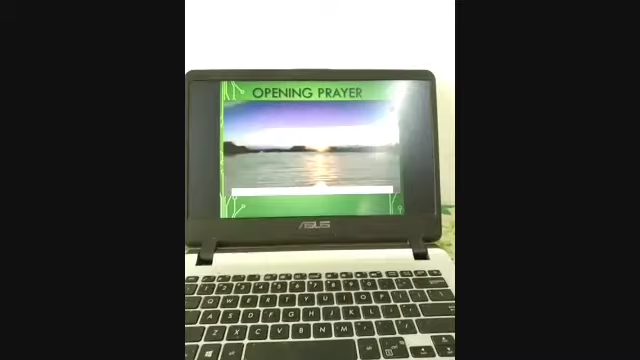 OPENING PRAYER
ASUS
Q W E R T Y U I O P
A S D F G H J K L
Z X C V B N M